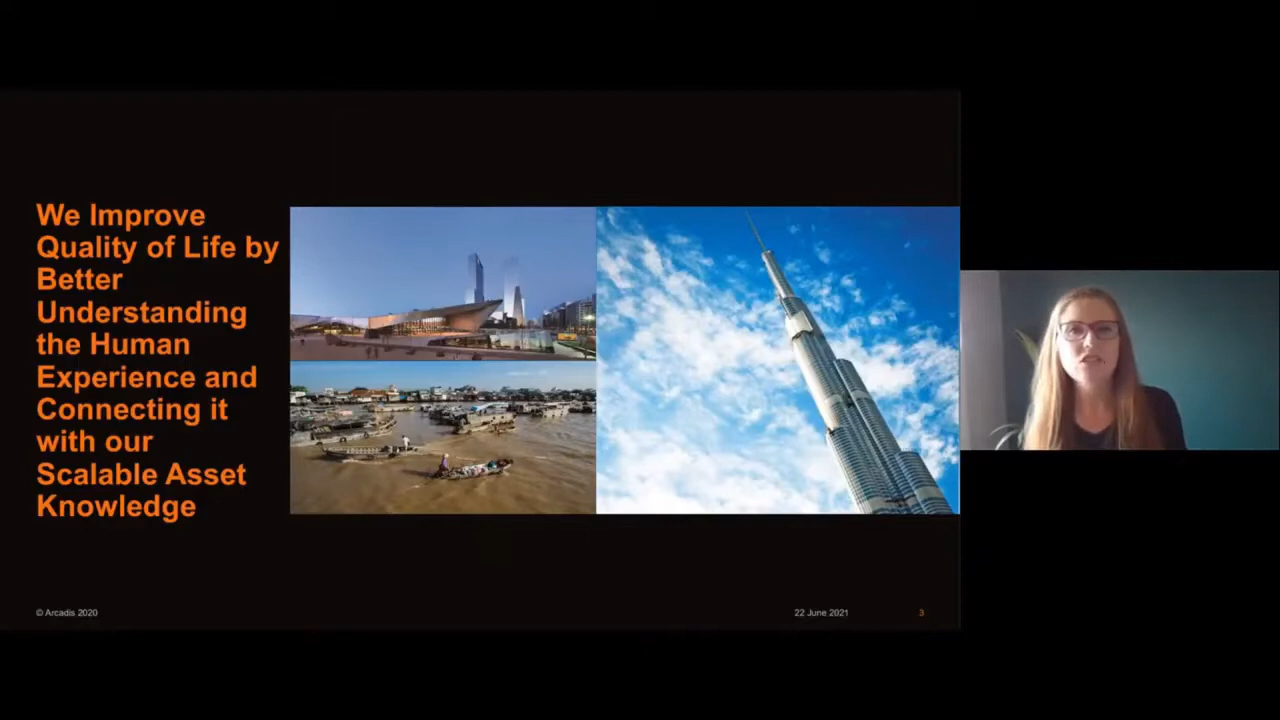 We Improve
Quality of Life by
Better
Understanding
the Human
Experience and
Connecting it
with our
Scalable Asset
Knowledge
© Arcadis 2020
22 June 2021
3